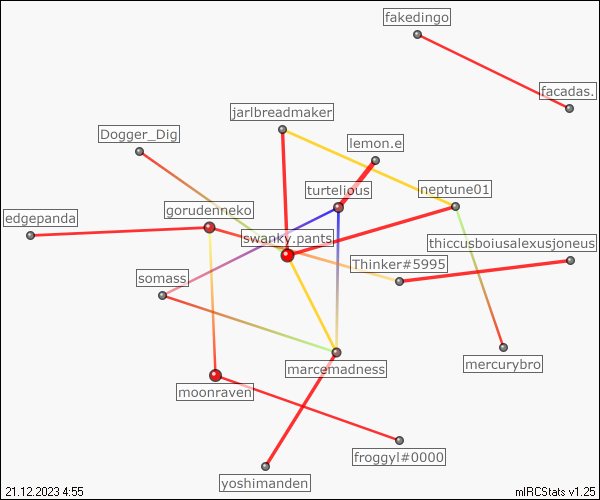 fakedingo
facadas.
jarlbreadmaker
Dogger_Dig
lemon.e
turtelious
neptune01
gorudenneko
edgepanda
swanky.pants
thiccusboiusalexusjoneus
Thinker#5995
somass
marcemadness
mercurybro
moonraven
froggyl#0000
yoshimanden
21.12.2023 4:55
mIRCStats v1.25